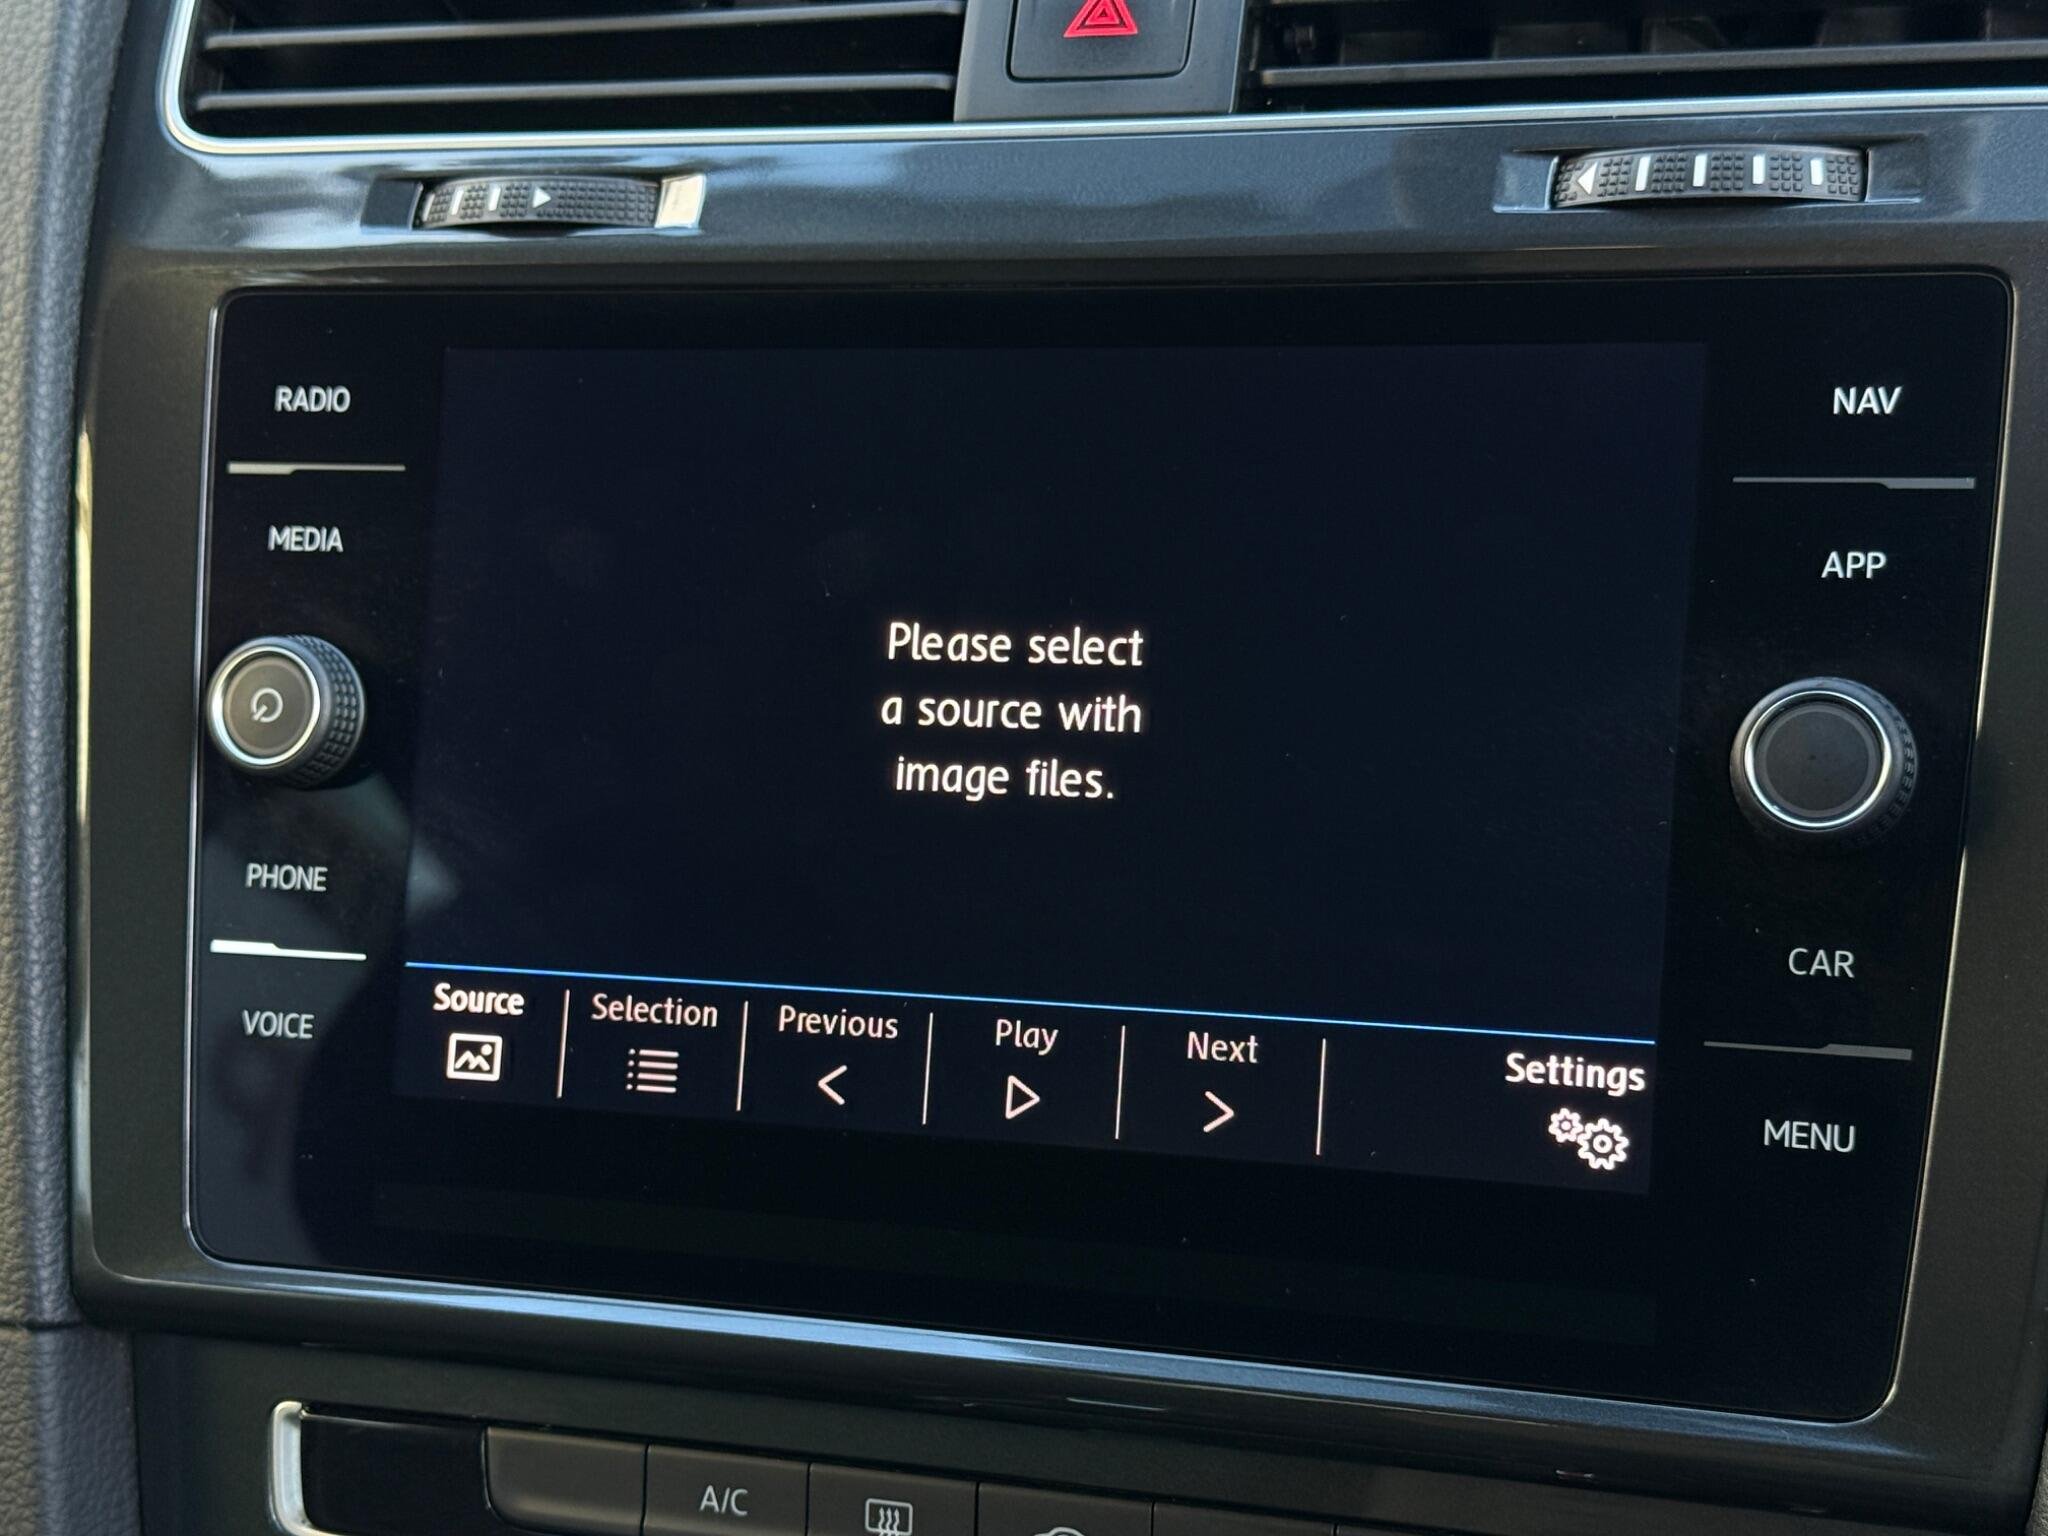 RADIO
MEDIA
PHONE
VOICE
Please select
a source with
image files.
Source
Selection
Previous
Play
Next
Settings
NAV
APP
CAR
MENU
A/C